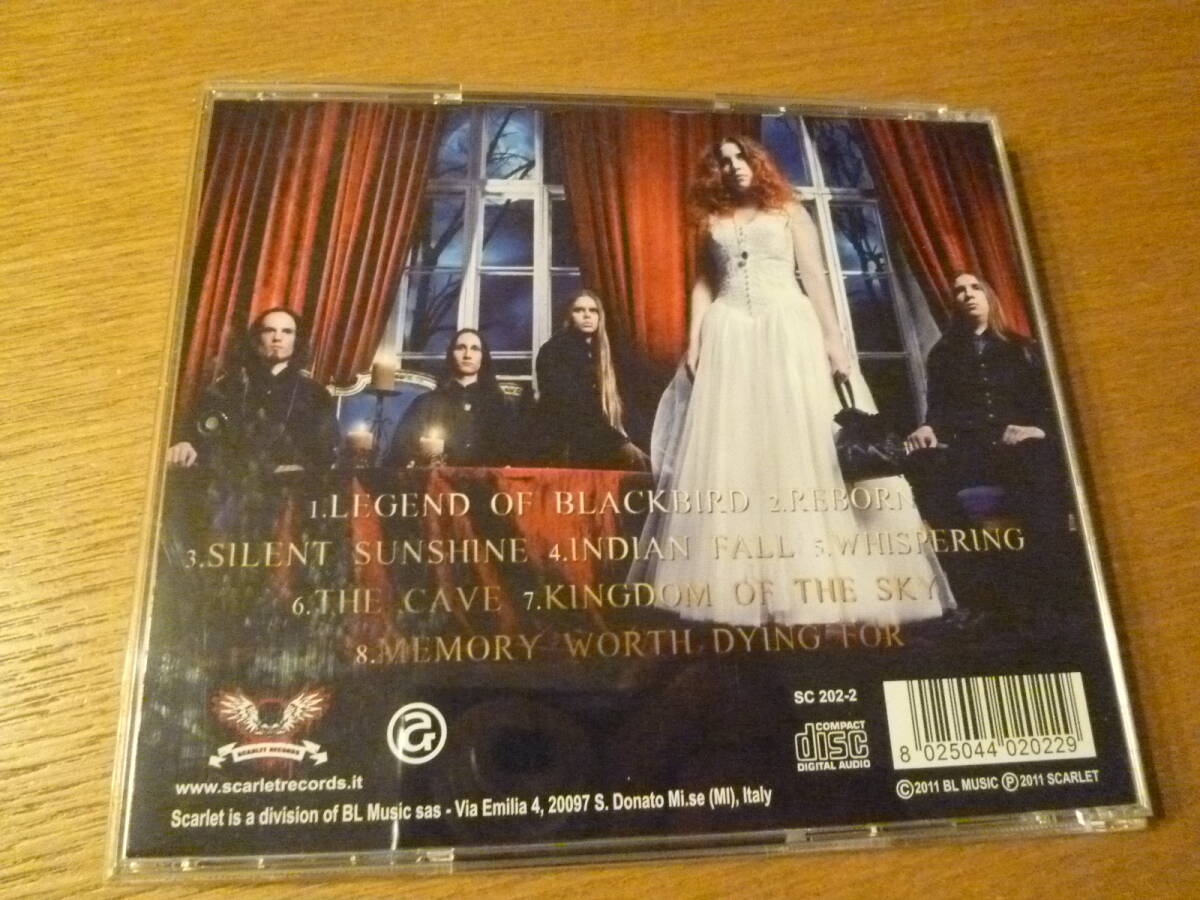 1.LEGEND OF BLACKBIRD 2.REBORN
3.SILENT SUNSHINE 4.INDIAN FALL 5.WHISPERING
6.THE CAVE 7.KINGDOM OF THE SKY
8.MEMORY WORTH DYING FOR
SCARLET RECORDS
SC 202-2
COMPACT
disc
DIGITAL AUDIO
8 025044 020229
www.scarletrecords.it
©2011 BL MUSIC ℗2011 SCARLET
Scarlet is a division of BL Music sas - Via Emilia 4, 20097 S. Donato Mi.se (MI), Italy